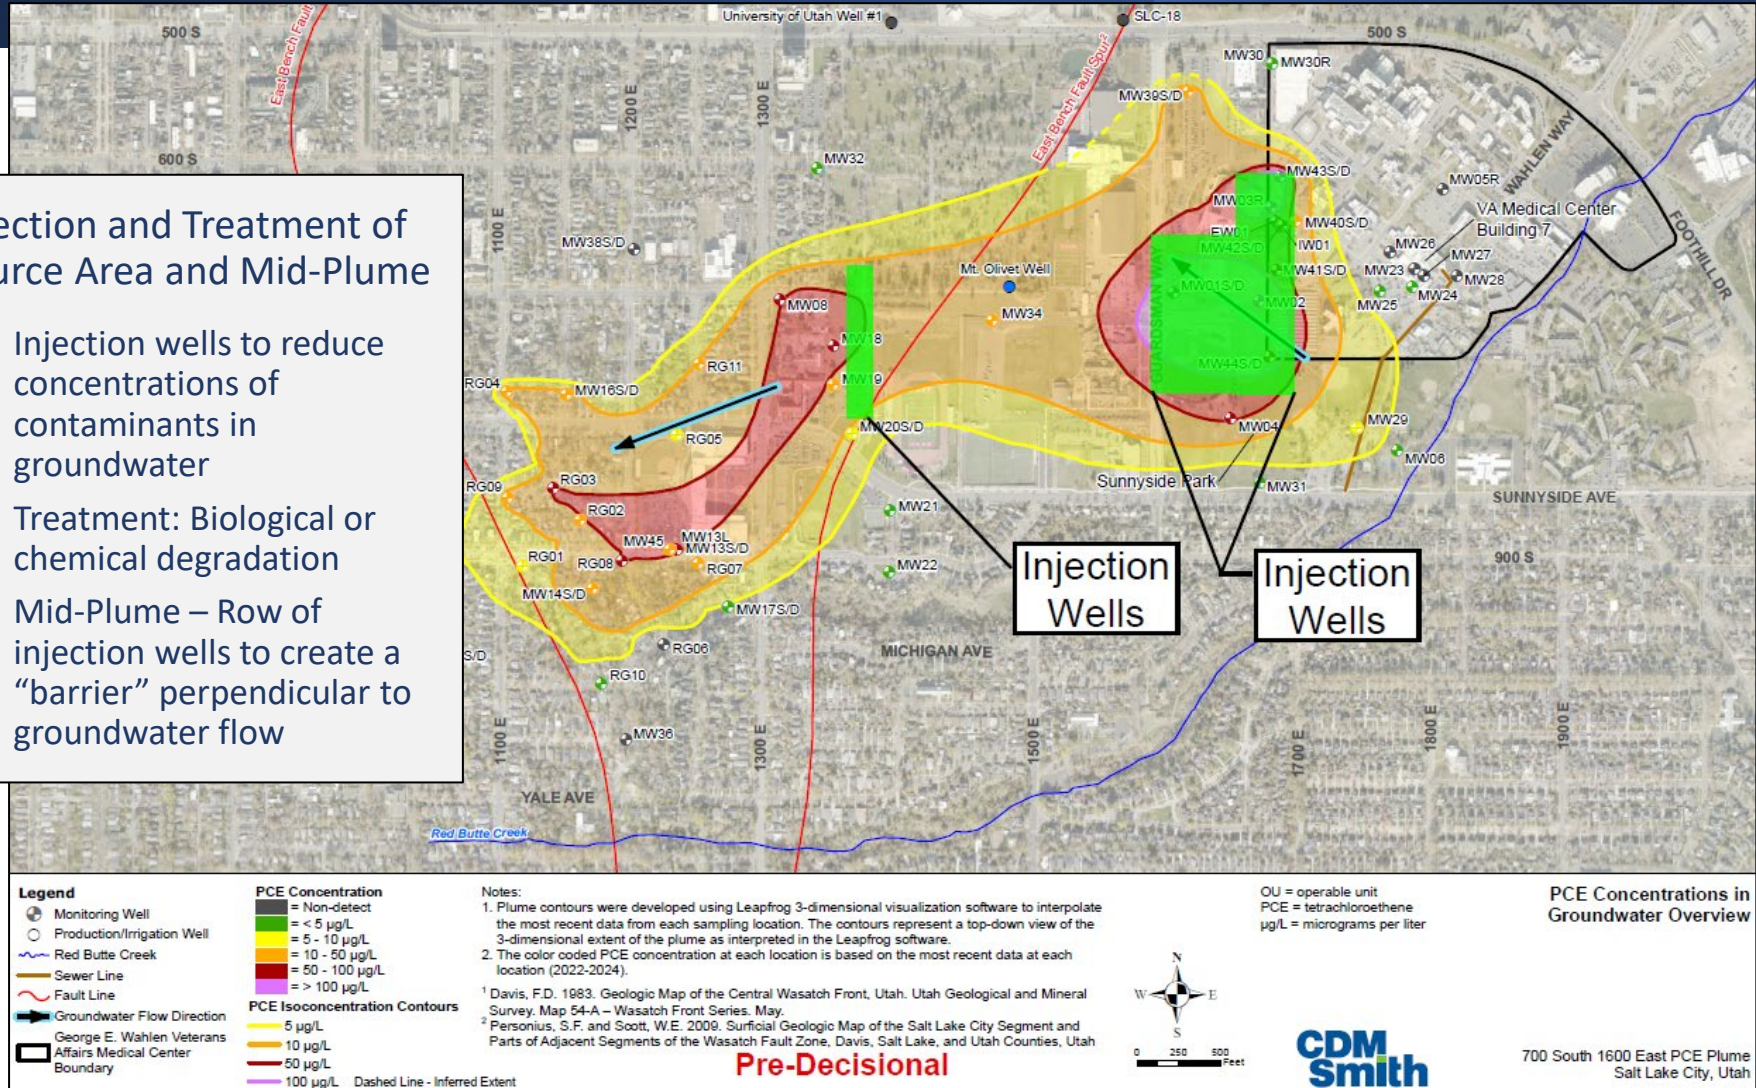 500 S
University of Utah Well #1
SLC-18
500 S
East Bench Fault
East Bench Fault Spur²
MW30
MW30R
1200 E
1300 E
MW39S/D
600 S
MW32
MW43S/D
MW05R
WAHLEN WAY
FOOTHILL DR
MW03R
MW40S/D
VA Medical Center
Building 7
EW01
IW01
MW42S/D
1100 E
MW38S/D
MW26
MW27
MW23
MW28
MW41S/D
Mt. Olivet Well
MW01S/D
MW02
MW25
MW24
GUARDSMAN WAY
MW08
MW34
MW18
RG11
MW44S/D
RG04
MW16S/D
MW19
MW20S/D
MW04
MW29
RG05
MW06
RG03
RG09
Sunnyside Park
MW31
SUNNYSIDE AVE
RG02
MW21
MW45
MW13L
MW13S/D
RG01
RG08
RG07
MW22
900 S
MW14S/D
MW17S/D
RG06
MICHIGAN AVE
S/D
RG10
1100 E
MW36
1300 E
1500 E
1700 E
1800 E
1900 E
YALE AVE
Red Butte Creek
ection and Treatment of
urce Area and Mid-Plume
Injection wells to reduce
concentrations of
contaminants in
groundwater
Treatment: Biological or
chemical degradation
Mid-Plume – Row of
injection wells to create a
“barrier” perpendicular to
groundwater flow
Injection
Wells
Injection
Wells
Legend
Monitoring Well
Production/Irrigation Well
Red Butte Creek
Sewer Line
Fault Line
Groundwater Flow Direction
George E. Wahlen Veterans
Affairs Medical Center
Boundary
PCE Concentration
= Non-detect
= < 5 µg/L
= 5 - 10 µg/L
= 10 - 50 µg/L
= 50 - 100 µg/L
= > 100 µg/L
PCE Isoconcentration Contours
5 µg/L
10 µg/L
50 µg/L
100 µg/L Dashed Line - Inferred Extent
Notes:
1. Plume contours were developed using Leapfrog 3-dimensional visualization software to interpolate
the most recent data from each sampling location. The contours represent a top-down view of the
3-dimensional extent of the plume as interpreted in the Leapfrog software.
2. The color coded PCE concentration at each location is based on the most recent data at each
location (2022-2024).
¹ Davis, F.D. 1983. Geologic Map of the Central Wasatch Front, Utah. Utah Geological and Mineral
Survey. Map 54-A – Wasatch Front Series. May.
² Personius, S.F. and Scott, W.E. 2009. Surficial Geologic Map of the Salt Lake City Segment and
Parts of Adjacent Segments of the Wasatch Fault Zone, Davis, Salt Lake, and Utah Counties, Utah
Pre-Decisional
N
W E
S
0 250 500
Feet
OU = operable unit
PCE = tetrachloroethene
µg/L = micrograms per liter
CDM
Smith
PCE Concentrations in
Groundwater Overview
700 South 1600 East PCE Plume
Salt Lake City, Utah